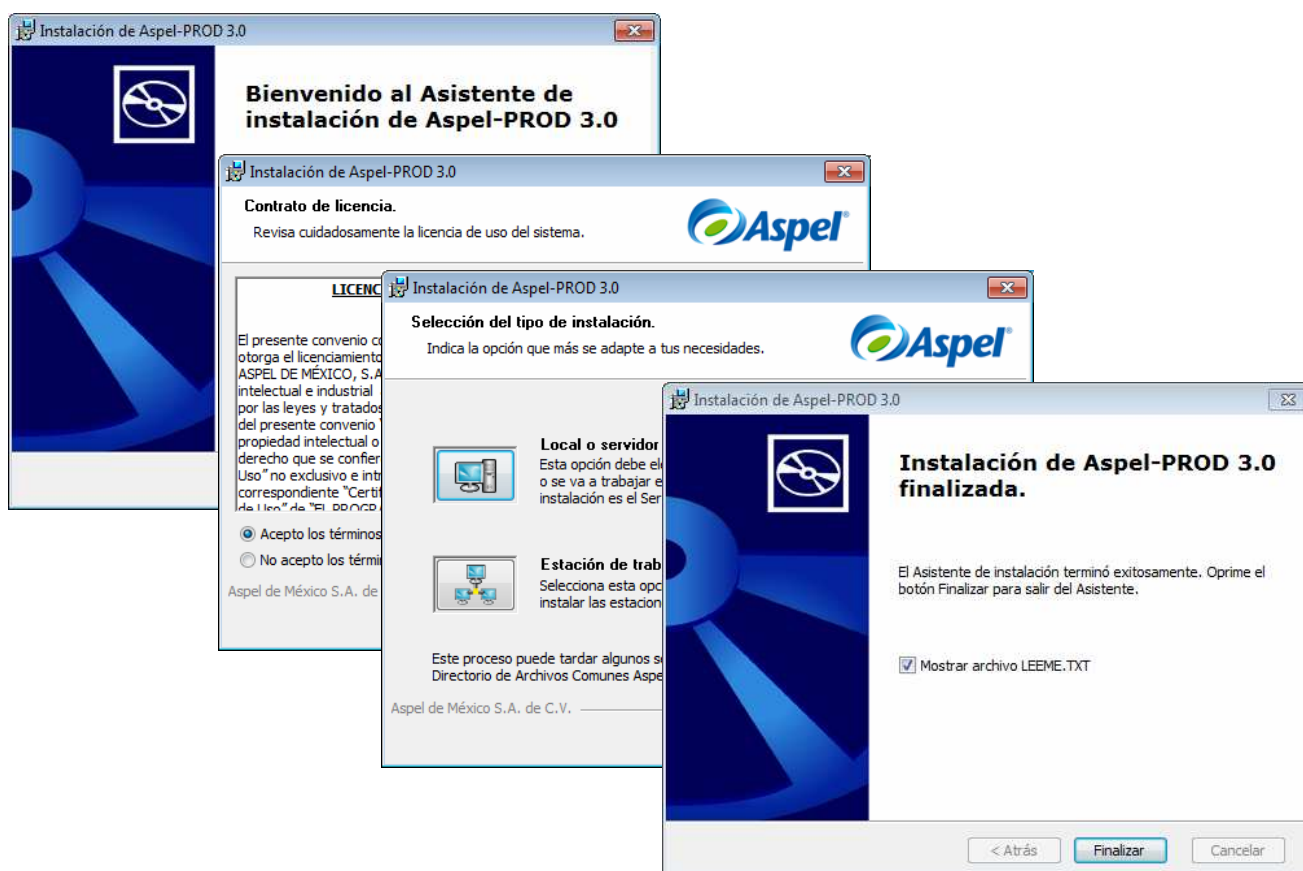 Instalación de Aspel-PROD 3.0
Bienvenido al Asistente de
instalación de Aspel-PROD 3.0
Instalación de Aspel-PROD 3.0
Contrato de licencia.
Revisa cuidadosamente la licencia de uso del sistema.
Aspel
El presente convenio
otorga el licenciamiento
ASPEL DE MÉXICO, S.A
intelectual e industrial
por las leyes y tratados
del presente convenio
propiedad intelectual o
derecho que se confier
Uso" no exclusivo e
correspondiente
de Uso" de "EL
Acepto los términos
No acepto los
Aspel de México S.A. de
Instalación de Aspel-PROD 3.0
Selección del tipo de instalación.
Indica la opción que más se adapte a tus necesidades.
Aspel
Local o servidor
Esta opción debe
o se va a trabajar e
instalación es el
Estación de
Selecciona esta
instalar las
Este proceso puede tardar algunos
Directorio de Archivos Comunes Aspe
Aspel de México S.A. de C.V.
Instalación de Aspel-PROD 3.0
Instalación de Aspel-PROD 3.0
finalizada.
El Asistente de instalación terminó exitosamente. Oprime el
botón Finalizar para salir del Asistente.
Mostrar archivo LEEME.TXT
< Atrás
Finalizar
Cancelar